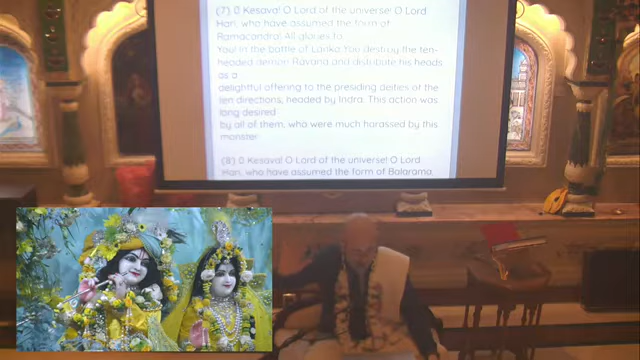 (7) O Kesava! O Lord of the universe! O Lord
Hari, who have assumed the form of
Ramacandra! All glories to
You! In the battle of Lanka You destroy the ten-
headed demon Ravana and distribute his heads
as a
delightful offering to the presiding deities of the
ten directions, headed by Indra. This action was
long desired
by all of them, who were much harassed by this
monster.
(8) O Kesava! O Lord of the universe! O Lord
Hari, who have assumed the form of Balarama,